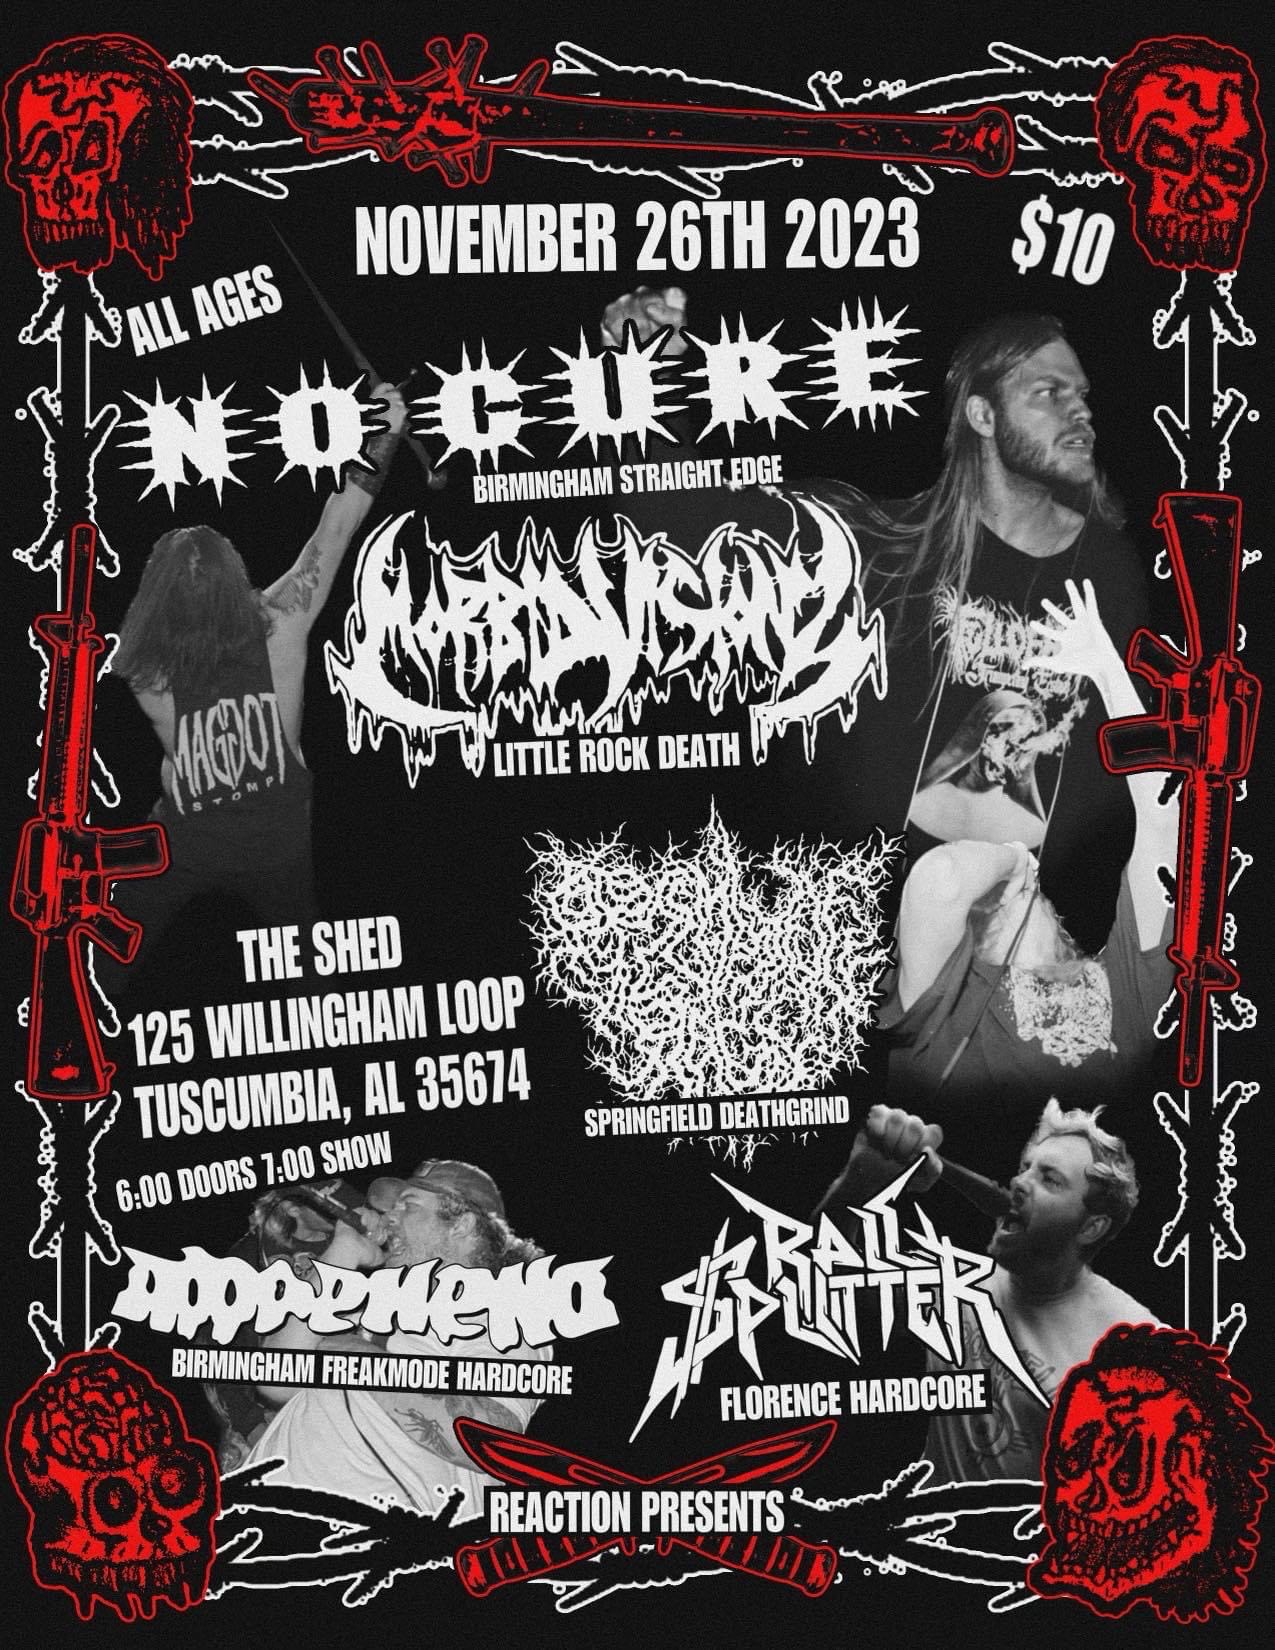 NOVEMBER 26TH 2023
$10
ALL AGES
NO CURE
BIRMINGHAM STRAIGHT EDGE
MORBID VISIONZ
LITTLE ROCK DEATH
MAGGOT
STOMP
THE SHED
125 WILLINGHAM LOOP
TUSCUMBIA, AL 35674
SPRINGFIELD DEATHGRIND
6:00 DOORS 7:00 SHOW
BIRMINGHAM FREAKMODE HARDCORE
RAIL
SPLITTER
FLORENCE HARDCORE
REACTION PRESENTS